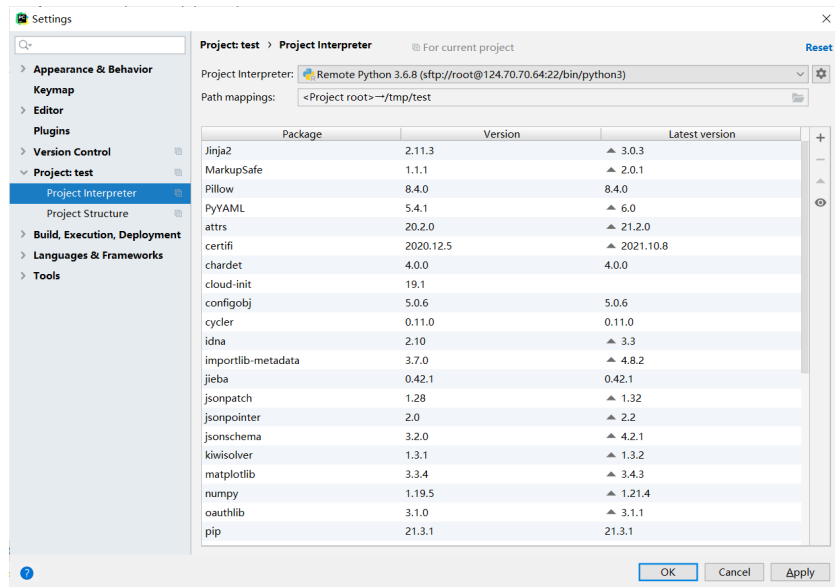 Settings
Project: test > Project Interpreter For current project Reset
Appearance & Behavior
Keymap
Editor
Plugins
Version Control
Project: test
Project Interpreter
Project Structure
Build, Execution, Deployment
Languages & Frameworks
Tools
Project Interpreter: Remote Python 3.6.8 (sftp://root@124.70.70.64:22/bin/python3)
Path mappings: <Project root>→/tmp/test
Package Version Latest version
Jinja2 2.11.3 3.0.3
MarkupSafe 1.1.1 2.0.1
Pillow 8.4.0 8.4.0
PyYAML 5.4.1 6.0
attrs 20.2.0 21.2.0
certifi 2020.12.5 2021.10.8
chardet 4.0.0 4.0.0
cloud-init 19.1
configobj 5.0.6 5.0.6
cycler 0.11.0 0.11.0
idna 2.10 3.3
importlib-metadata 3.7.0 4.8.2
jieba 0.42.1 0.42.1
jsonpatch 1.28 1.32
jsonpointer 2.0 2.2
jsonschema 3.2.0 4.2.1
kiwisolver 1.3.1 1.3.2
matplotlib 3.3.4 3.4.3
numpy 1.19.5 1.21.4
oauthlib 3.1.0 3.1.1
pip 21.3.1 21.3.1
OK Cancel Apply